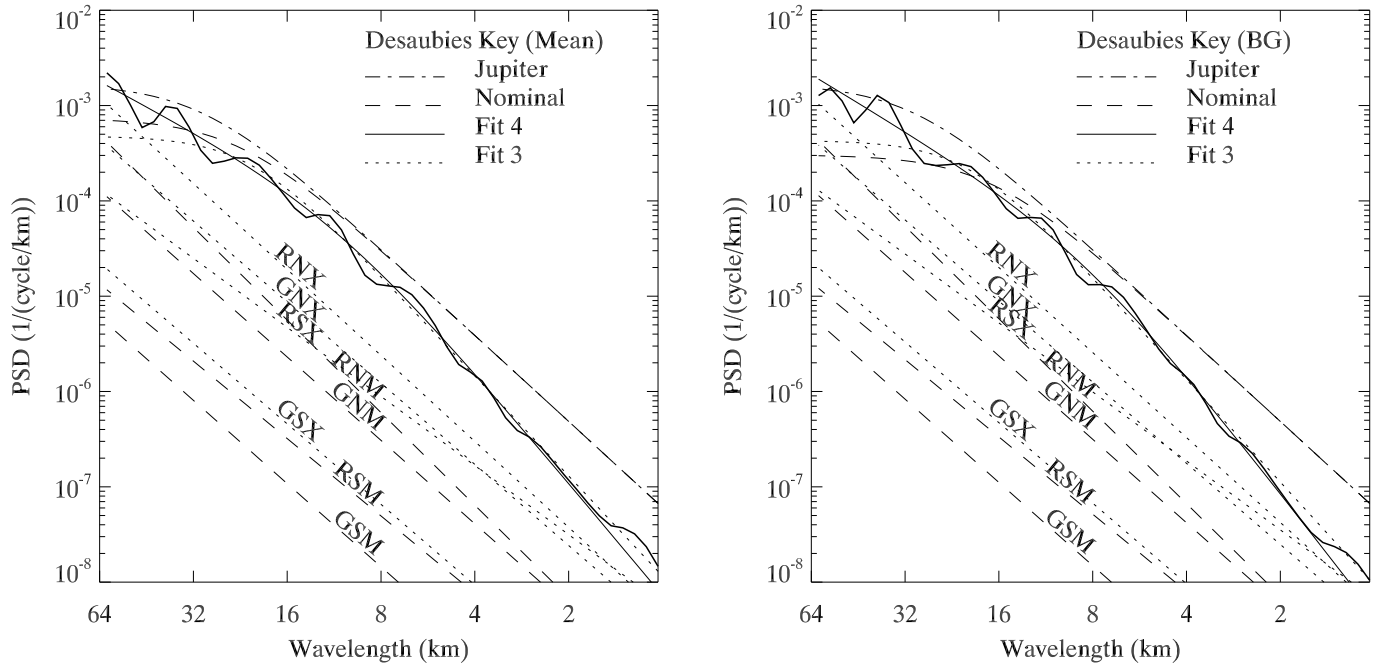 PSD (1/(cycle/km))
10-2
10-3
10-4
10-5
10-6
10-7
10-8
Desaubies Key (Mean)
Jupiter
Nominal
Fit 4
Fit 3
RNX
GNX
RSX
RNM
GNM
GSX
RSM
GSM
64 32 16 8 4 2
Wavelength (km)
PSD (1/(cycle/km))
10-2
10-3
10-4
10-5
10-6
10-7
10-8
Desaubies Key (BG)
Jupiter
Nominal
Fit 4
Fit 3
RNX
GNX
RSX
RNM
GNM
GSX
RSM
GSM
64 32 16 8 4 2
Wavelength (km)